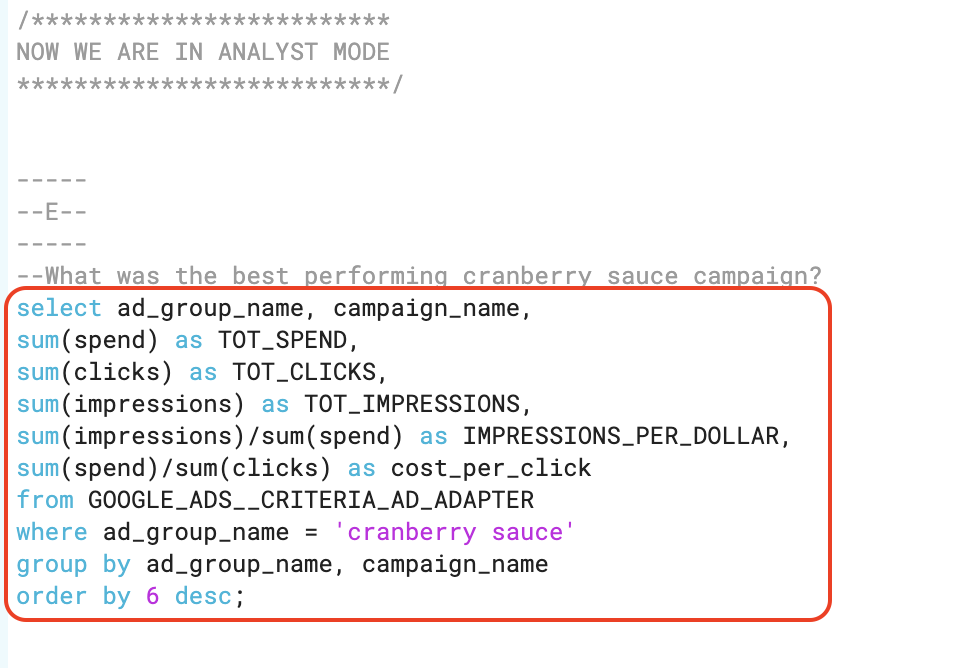 /*************************
NOW WE ARE IN ANALYST MODE
**************************/
-----
--E--
-----
--What was the best performing cranberry sauce campaign?
select ad_group_name, campaign_name,
sum(spend) as TOT_SPEND,
sum(clicks) as TOT_CLICKS,
sum(impressions) as TOT_IMPRESSIONS,
sum(impressions)/sum(spend) as IMPRESSIONS_PER_DOLLAR,
sum(spend)/sum(clicks) as cost_per_click
from GOOGLE_ADS__CRITERIA_AD_ADAPTER
where ad_group_name = 'cranberry sauce'
group by ad_group_name, campaign_name
order by 6 desc;